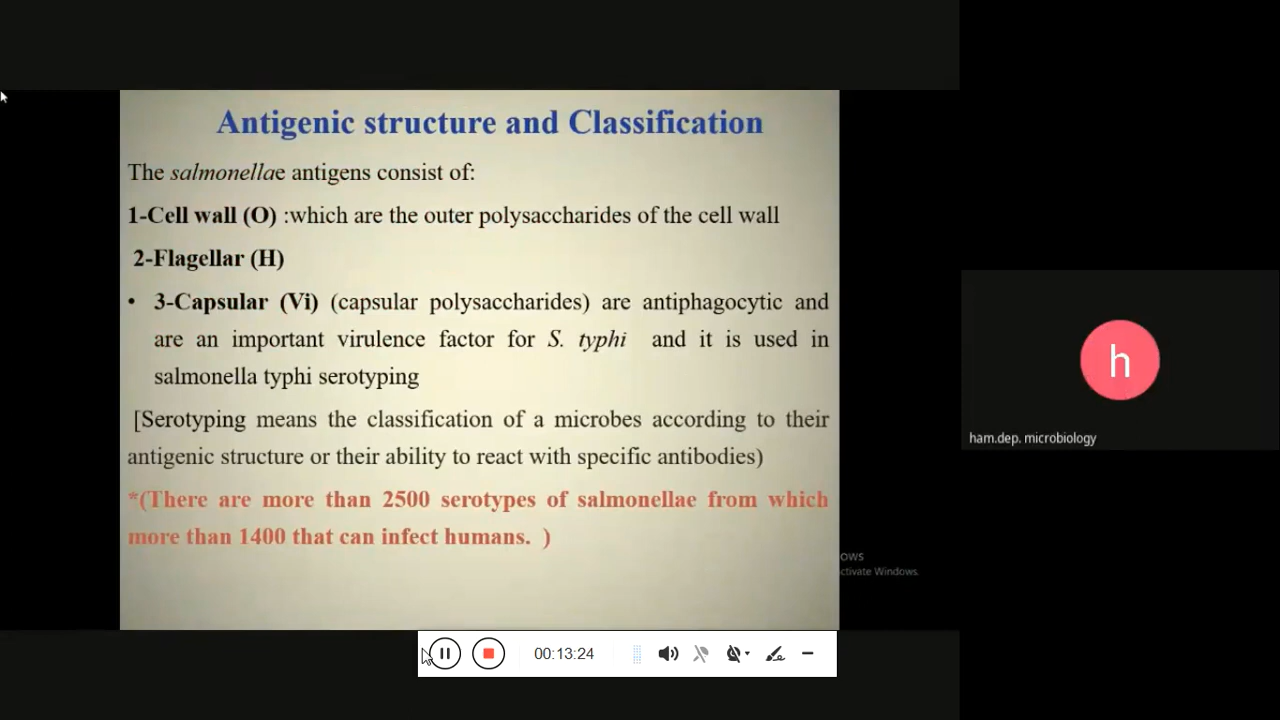 Antigenic structure and Classification
The salmonellae antigens consist of:
1-Cell wall (O) :which are the outer polysaccharides of the cell wall
2-Flagellar (H)
• 3-Capsular (Vi) (capsular polysaccharides) are antiphagocytic and
are an important virulence factor for S. typhi and it is used in
salmonella typhi serotyping
[Serotyping means the classification of a microbes according to their
antigenic structure or their ability to react with specific antibodies)
*(There are more than 2500 serotypes of salmonellae from which
more than 1400 that can infect humans. )
h
ham.dep. microbiology
ows
ctivate Windows.
00:13:24